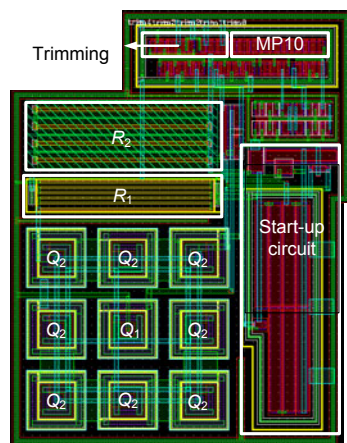 Trimming
MP10
R2
R1
Start-up
circuit
Q2 Q2 Q2
Q2 Q1 Q2
Q2 Q2 Q2